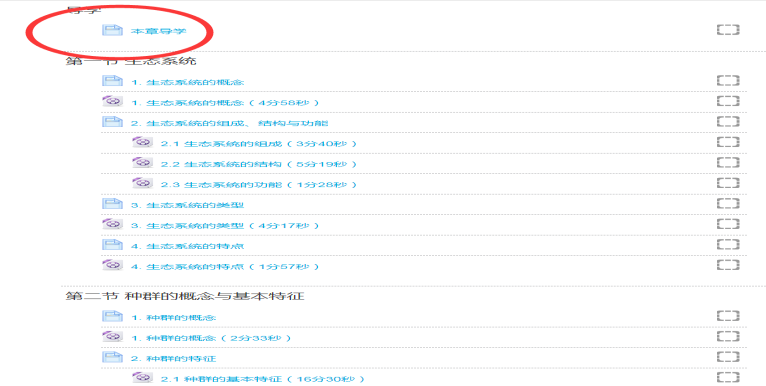 导学
本章导学
第一节 生态系统
1. 生态系统的概念
1. 生态系统的概念（4分58秒）
2. 生态系统的组成、结构与功能
2.1 生态系统的组成（3分40秒）
2.2 生态系统的结构（5分19秒）
2.3 生态系统的功能（1分28秒）
3. 生态系统的类型
3. 生态系统的类型（4分17秒）
4. 生态系统的特点
4. 生态系统的特点（1分57秒）
第二节 种群的概念与基本特征
1. 种群的概念
1. 种群的概念（2分33秒）
2. 种群的特征
2.1 种群的基本特征（16分30秒）